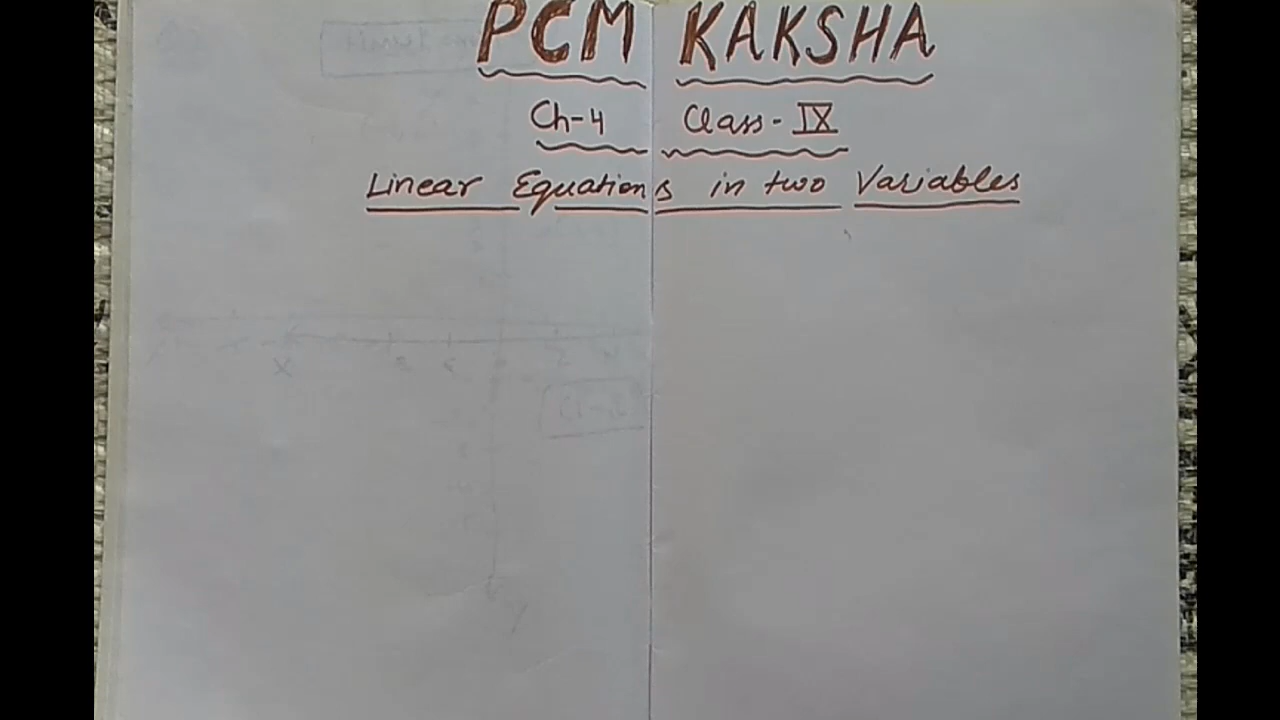 PCM KAKSHA
Ch-4 Class-IX
Linear Equations in two Variables